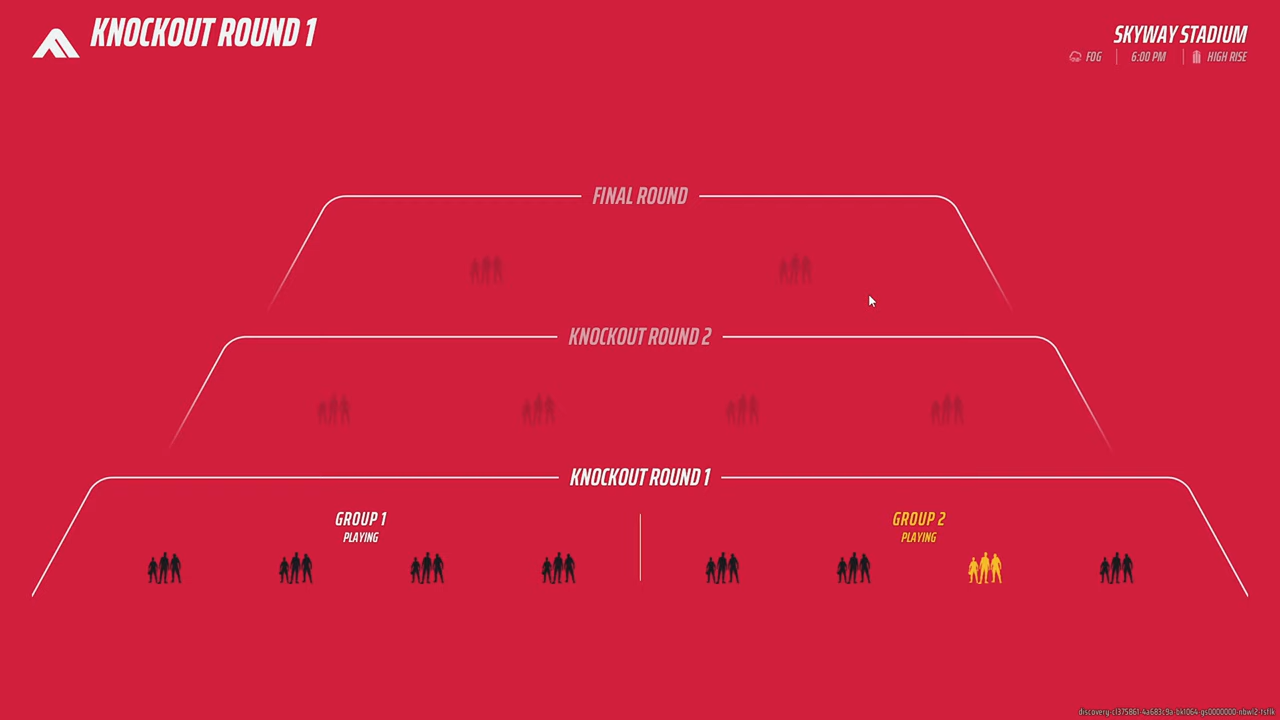 KNOCKOUT ROUND 1
SKYWAY STADIUM
FOG 6:00 PM HIGH RISE
FINAL ROUND
KNOCKOUT ROUND 2
KNOCKOUT ROUND 1
GROUP 1
PLAYING
GROUP 2
PLAYING